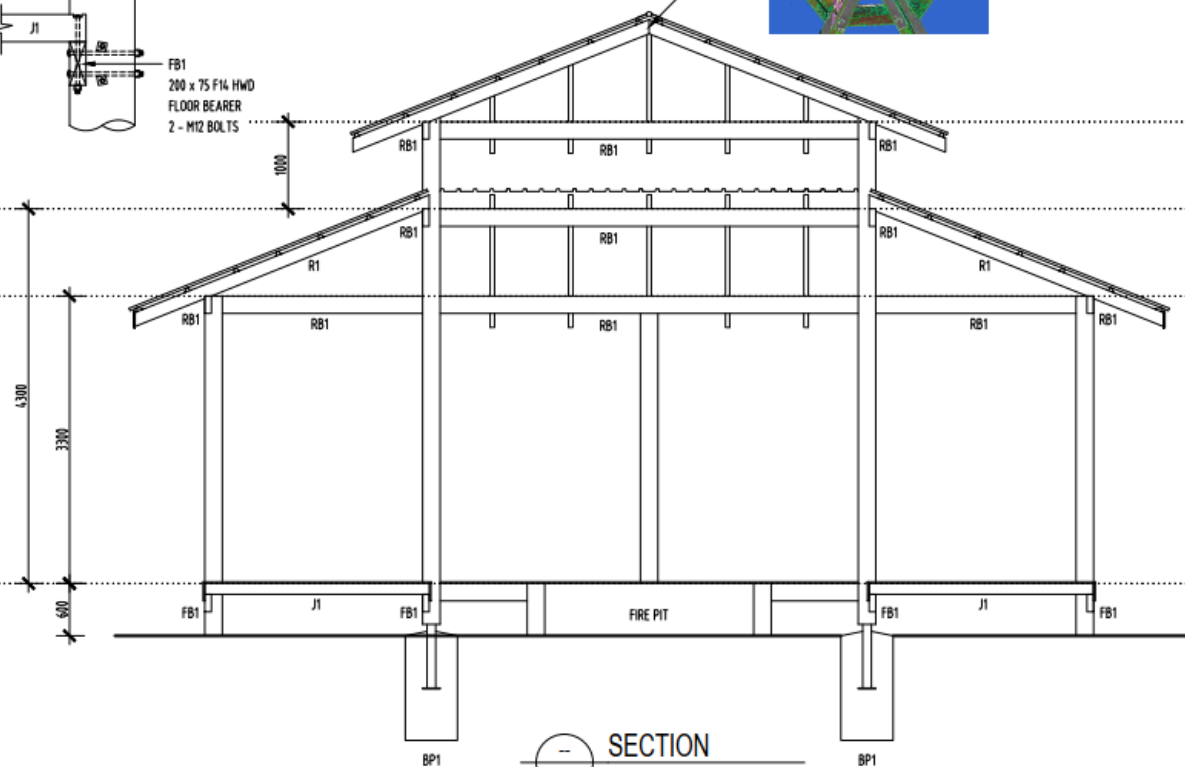 J1
FB1
200 x 75 F14 HWD
FLOOR BEARER
2 - M12 BOLTS
RB1
RB1
RB1
1000
RB1
RB1
RB1
R1
R1
RB1
RB1
RB1
RB1
RB1
4300
3300
600
FB1
J1
FB1
FIRE PIT
FB1
J1
FB1
BP1
BP1
--
SECTION